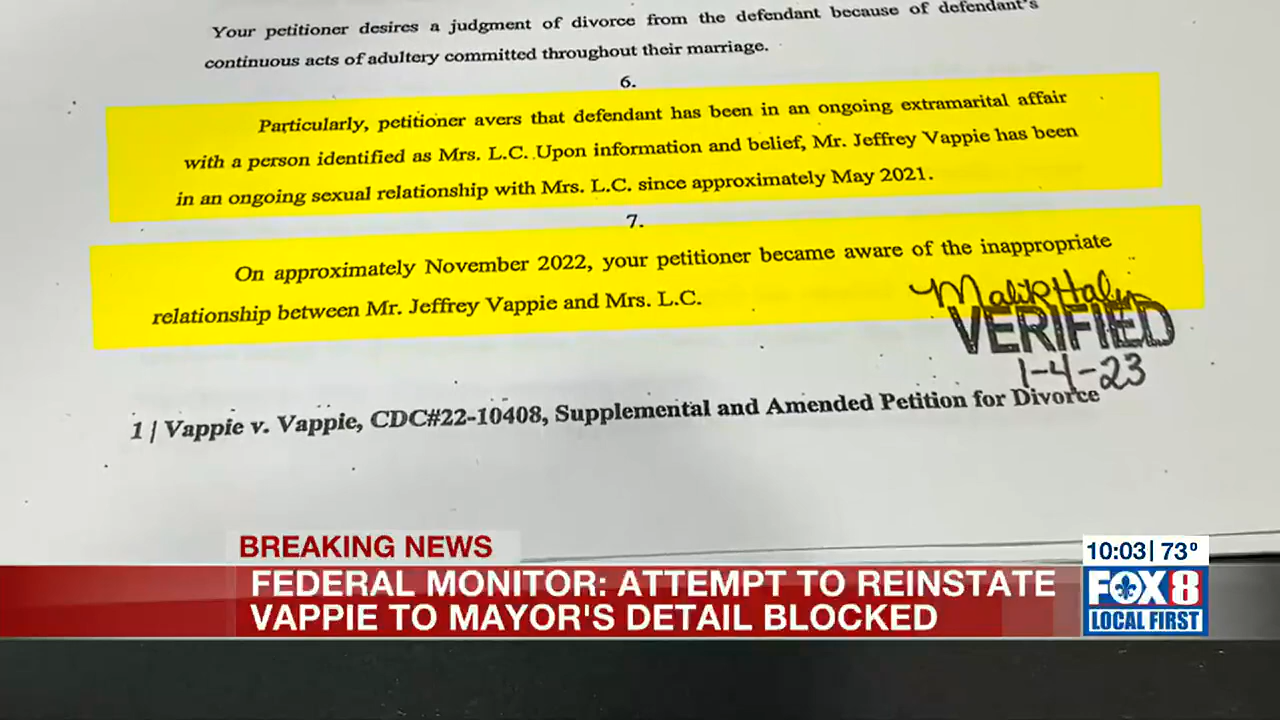 Your petitioner desires a judgment of divorce from the defendant because of defendant's
continuous acts of adultery committed throughout their marriage.
6.
Particularly, petitioner avers that defendant has been in an ongoing extramarital affair
with a person identified as Mrs. L.C. Upon information and belief, Mr. Jeffrey Vappie has been
in an ongoing sexual relationship with Mrs. L.C. since approximately May 2021.
7.
On approximately November 2022, your petitioner became aware of the inappropriate
relationship between Mr. Jeffrey Vappie and Mrs. L.C.
VERIFIED
1-4-23
1 | Vappie v. Vappie, CDC#22-10408, Supplemental and Amended Petition for Divorce
BREAKING NEWS
FEDERAL MONITOR: ATTEMPT TO REINSTATE
VAPPIE TO MAYOR'S DETAIL BLOCKED
10:03| 73°
FOX 8
LOCAL FIRST